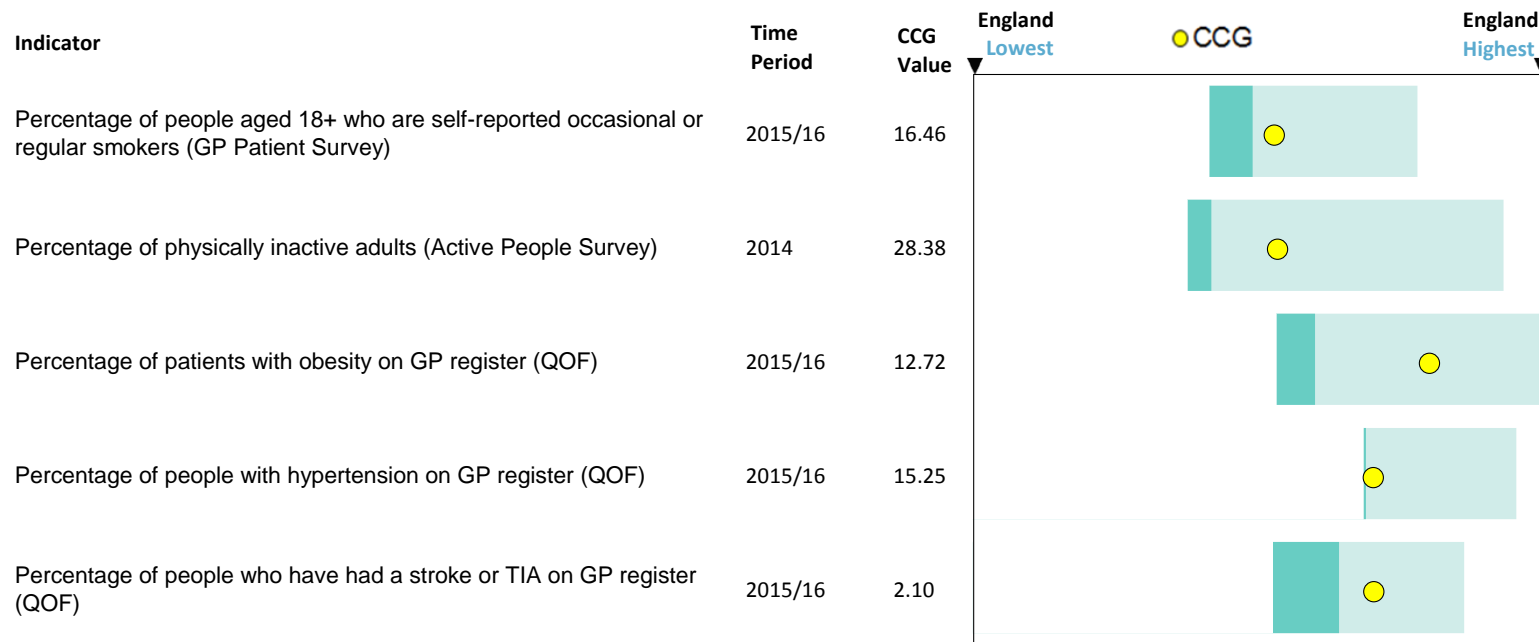 Indicator
Time
Period
CCG
Value
England
Lowest
CCG
England
Highest
Percentage of people aged 18+ who are self-reported occasional or
regular smokers (GP Patient Survey)
2015/16
16.46
Percentage of physically inactive adults (Active People Survey)
2014
28.38
Percentage of patients with obesity on GP register (QOF)
2015/16
12.72
Percentage of people with hypertension on GP register (QOF)
2015/16
15.25
Percentage of people who have had a stroke or TIA on GP register
(QOF)
2015/16
2.10